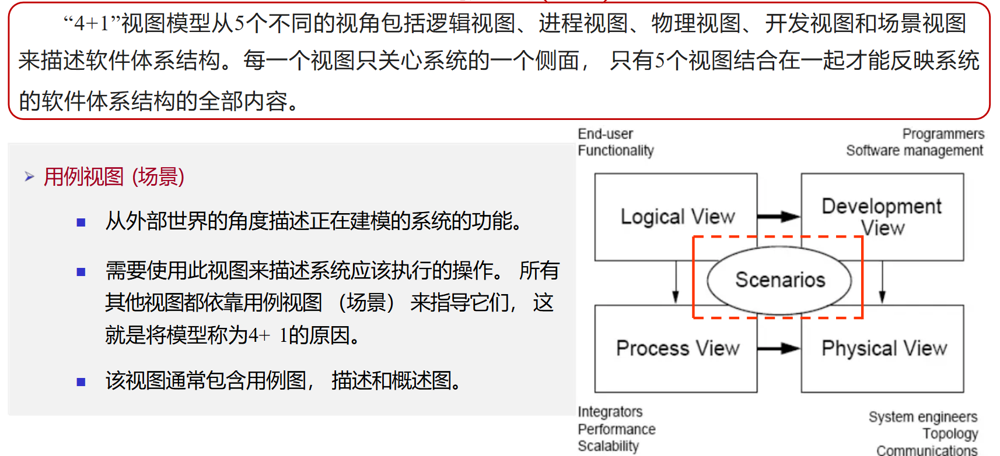 “4+1”视图模型从5个不同的视角包括逻辑视图、进程视图、物理视图、开发视图和场景视图
来描述软件体系结构。每一个视图只关心系统的一个侧面， 只有5个视图结合在一起才能反映系统
的软件体系结构的全部内容。
用例视图 (场景)
从外部世界的角度描述正在建模的系统的功能。
需要使用此视图来描述系统应该执行的操作。 所有
其他视图都依靠用例视图 （场景） 来指导它们， 这
就是将模型称为4+ 1的原因。
该视图通常包含用例图， 描述和概述图。
End-user
Functionality
Programmers
Software management
Logical View
Development
View
Scenarios
Process View
Physical View
Integrators
Performance
Scalability
System engineers
Topology
Communications